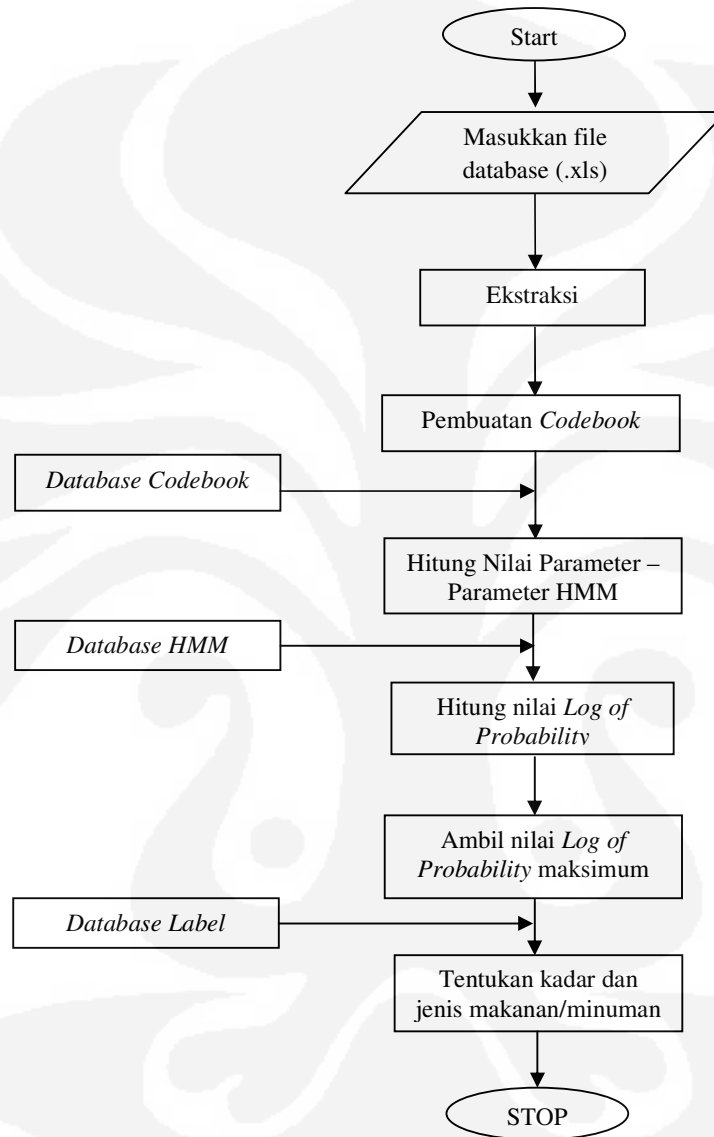 Start
Masukkan file
database (.xls)
Ekstraksi
Pembuatan Codebook
Database Codebook
Hitung Nilai Parameter –
Parameter HMM
Database HMM
Hitung nilai Log of
Probability
Ambil nilai Log of
Probability maksimum
Database Label
Tentukan kadar dan
jenis makanan/minuman
STOP